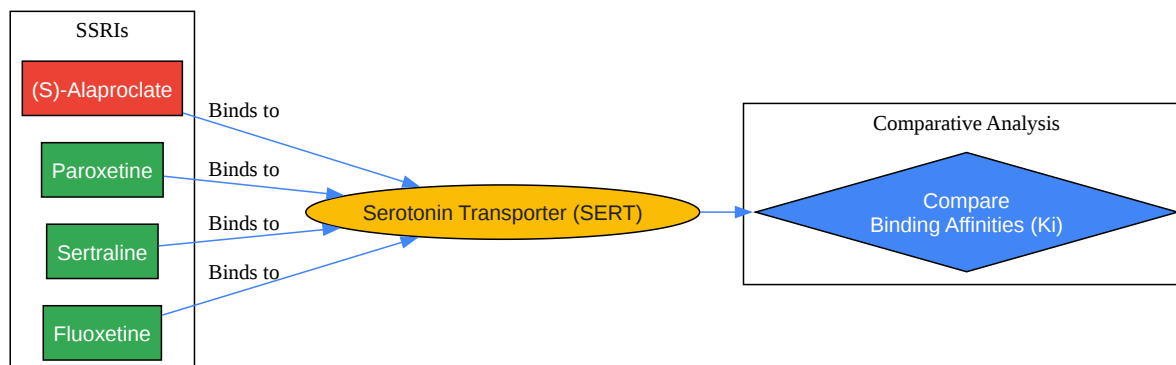 SSRIs
(S)-Alaproclate
Paroxetine
Sertraline
Fluoxetine
Binds to
Binds to
Binds to
Binds to
Serotonin Transporter (SERT)
Comparative Analysis
Compare
Binding Affinities (Ki)